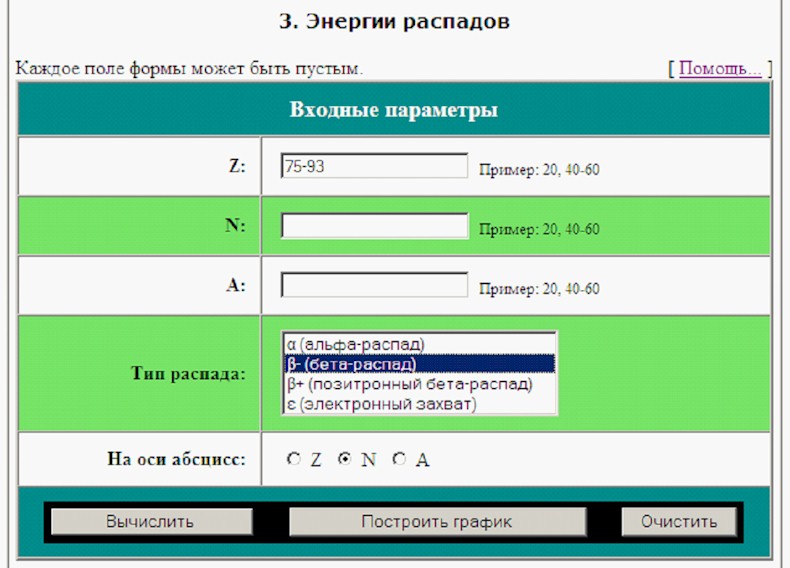 3. Энергии распадов
Каждое поле формы может быть пустым. [ Помощь... ]
Входные параметры
Z: 75-93 Пример: 20, 40-60
N: Пример: 20, 40-60
A: Пример: 20, 40-60
Тип распада:
α (альфа-распад)
β- (бета-распад)
β+ (позитронный бета-распад)
ε (электронный захват)
На оси абсцисс: Z N A
Вычислить Построить график Очистить